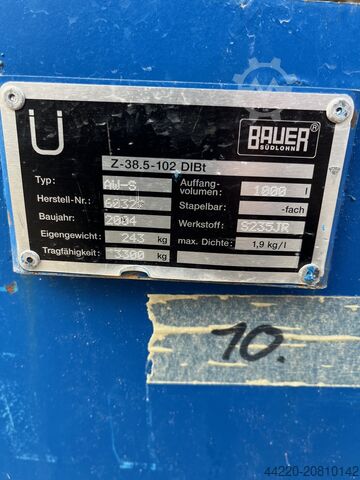 Ü
BAUER®
SÜDLOHN
Z-38.5-102 DIBt
Typ: AW-S
Auffang-
volumen: 1000 l
Herstell-Nr.:
Stapelbar: -fach
Baujahr: 2004
Werkstoff: S235JR
Eigengewicht: 243 kg
max. Dichte: 1,9 kg/l
Tragfähigkeit: 3300 kg
10.
44220-20810142